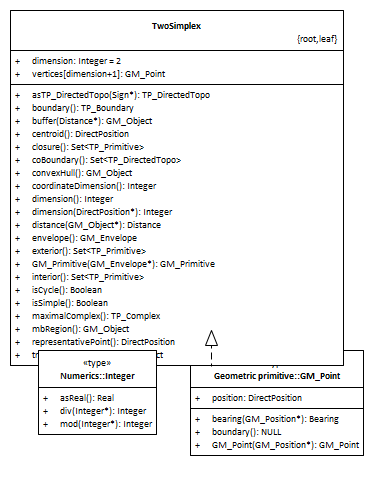 TwoSimplex
{root,leaf}
+ dimension: Integer = 2
+ vertices[dimension+1]: GM_Point
+ asTP_DirectedTopo(Sign*): TP_DirectedTopo
+ boundary(): TP_Boundary
+ buffer(Distance*): GM_Object
+ centroid(): DirectPosition
+ closure(): Set<TP_Primitive>
+ coBoundary(): Set<TP_DirectedTopo>
+ convexHull(): GM_Object
+ coordinateDimension(): Integer
+ dimension(): Integer
+ dimension(DirectPosition*): Integer
+ distance(GM_Object*): Distance
+ envelope(): GM_Envelope
+ exterior(): Set<TP_Primitive>
+ GM_Primitive(GM_Envelope*): GM_Primitive
+ interior(): Set<TP_Primitive>
+ isCycle(): Boolean
+ isSimple(): Boolean
+ maximalComplex(): TP_Complex
+ mbRegion(): GM_Object
+ representativePoint(): DirectPosition
+
«type»
Numerics::Integer
+ asReal(): Real
+ div(Integer*): Integer
+ mod(Integer*): Integer
Geometric primitive::GM_Point
+ position: DirectPosition
+ bearing(GM_Position*): Bearing
+ boundary(): NULL
+ GM_Point(GM_Position*): GM_Point